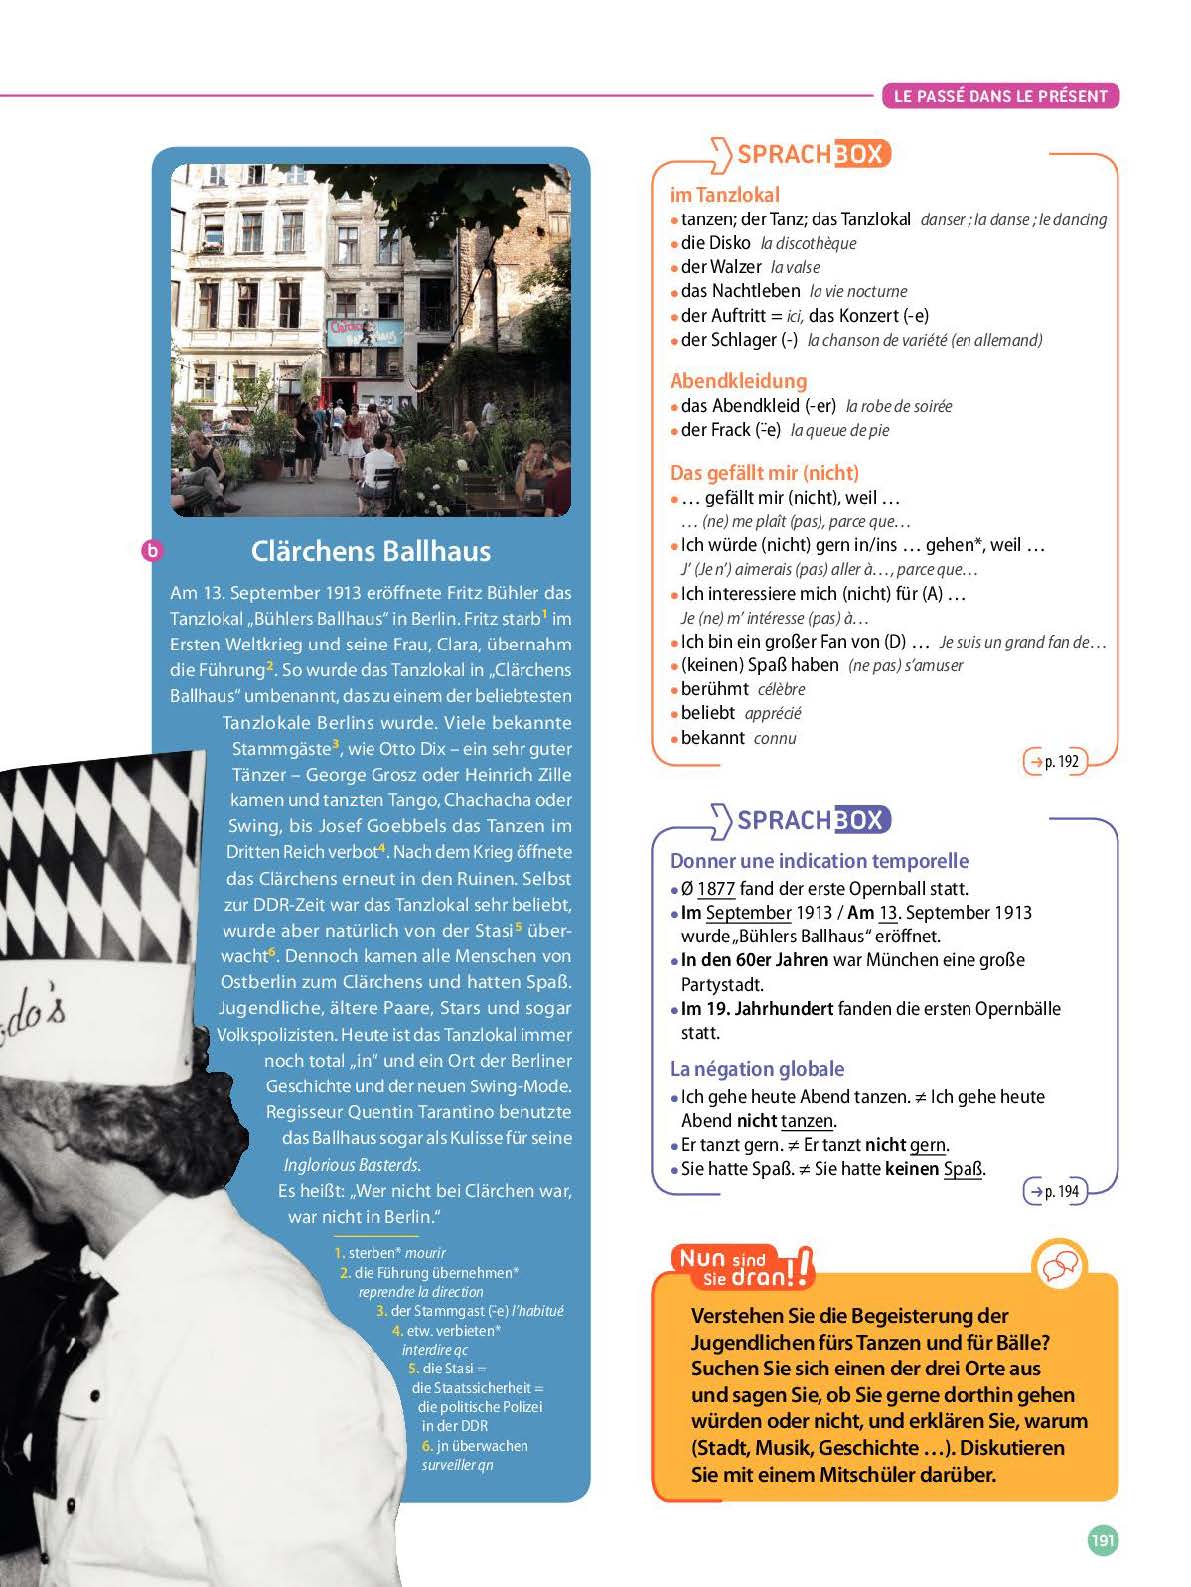 LE PASSÉ DANS LE PRÉSENT
b
Clärchens Ballhaus
Am 13. September 1913 eröffnete Fritz Bühler das
Tanzlokal „Bühlers Ballhaus“ in Berlin. Fritz starb¹ im
Ersten Weltkrieg und seine Frau, Clara, übernahm
die Führung². So wurde das Tanzlokal in „Clärchens
Ballhaus“ umbenannt, das zu einem der beliebtesten
Tanzlokale Berlins wurde. Viele bekannte
Stammgäste³, wie Otto Dix – ein sehr guter
Tänzer – George Grosz oder Heinrich Zille
kamen und tanzten Tango, Chachacha oder
Swing, bis Josef Goebbels das Tanzen im
Dritten Reich verbot⁴. Nach dem Krieg öffnete
das Clärchens erneut in den Ruinen. Selbst
zur DDR-Zeit war das Tanzlokal sehr beliebt,
wurde aber natürlich von der Stasi⁵ über-
wacht⁶. Dennoch kamen alle Menschen von
Ostberlin zum Clärchens und hatten Spaß.
Jugendliche, ältere Paare, Stars und sogar
Volkspolizisten. Heute ist das Tanzlokal immer
noch total „in“ und ein Ort der Berliner
Geschichte und der neuen Swing-Mode.
Regisseur Quentin Tarantino benutzte
das Ballhaus sogar als Kulisse für seine
Inglorious Basterds.
Es heißt: „Wer nicht bei Clärchen war,
war nicht in Berlin.“
1. sterben* mourir
2. die Führung übernehmen*
reprendre la direction
3. der Stammgast (¨-e) l'habitué
4. etw. verbieten*
interdire qc
5. die Stasi =
die Staatssicherheit =
die politische Polizei
in der DDR
6. jn überwachen
surveiller qn
SPRACHBOX
im Tanzlokal
• tanzen; der Tanz; das Tanzlokal danser ; la danse ; le dancing
• die Disko la discothèque
• der Walzer la valse
• das Nachtleben la vie nocturne
• der Auftritt = ici, das Konzert (-e)
• der Schlager (-) la chanson de variété (en allemand)
Abendkleidung
• das Abendkleid (-er) la robe de soirée
• der Frack (¨-e) la queue de pie
Das gefällt mir (nicht)
• … gefällt mir (nicht), weil …
… (ne) me plaît (pas), parce que…
• Ich würde (nicht) gern in/ins … gehen*, weil …
J' (Je n') aimerais (pas) aller à…, parce que…
• Ich interessiere mich (nicht) für (A) …
Je (ne) m' intéresse (pas) à…
• Ich bin ein großer Fan von (D) … Je suis un grand fan de…
• (keinen) Spaß haben (ne pas) s'amuser
• berühmt célèbre
• beliebt apprécié
• bekannt connu
→ p. 192
SPRACHBOX
Donner une indication temporelle
• Ø 1877 fand der erste Opernball statt.
• Im September 1913 / Am 13. September 1913
wurde „Bühlers Ballhaus“ eröffnet.
• In den 60er Jahren war München eine große
Partystadt.
• Im 19. Jahrhundert fanden die ersten Opernbälle
statt.
La négation globale
• Ich gehe heute Abend tanzen. ≠ Ich gehe heute
Abend nicht tanzen.
• Er tanzt gern. ≠ Er tanzt nicht gern.
• Sie hatte Spaß. ≠ Sie hatte keinen Spaß.
→ p. 194
Nun sind
Sie dran!!
Verstehen Sie die Begeisterung der
Jugendlichen fürs Tanzen und für Bälle?
Suchen Sie sich einen der drei Orte aus
und sagen Sie, ob Sie gerne dorthin gehen
würden oder nicht, und erklären Sie, warum
(Stadt, Musik, Geschichte …). Diskutieren
Sie mit einem Mitschüler darüber.
191